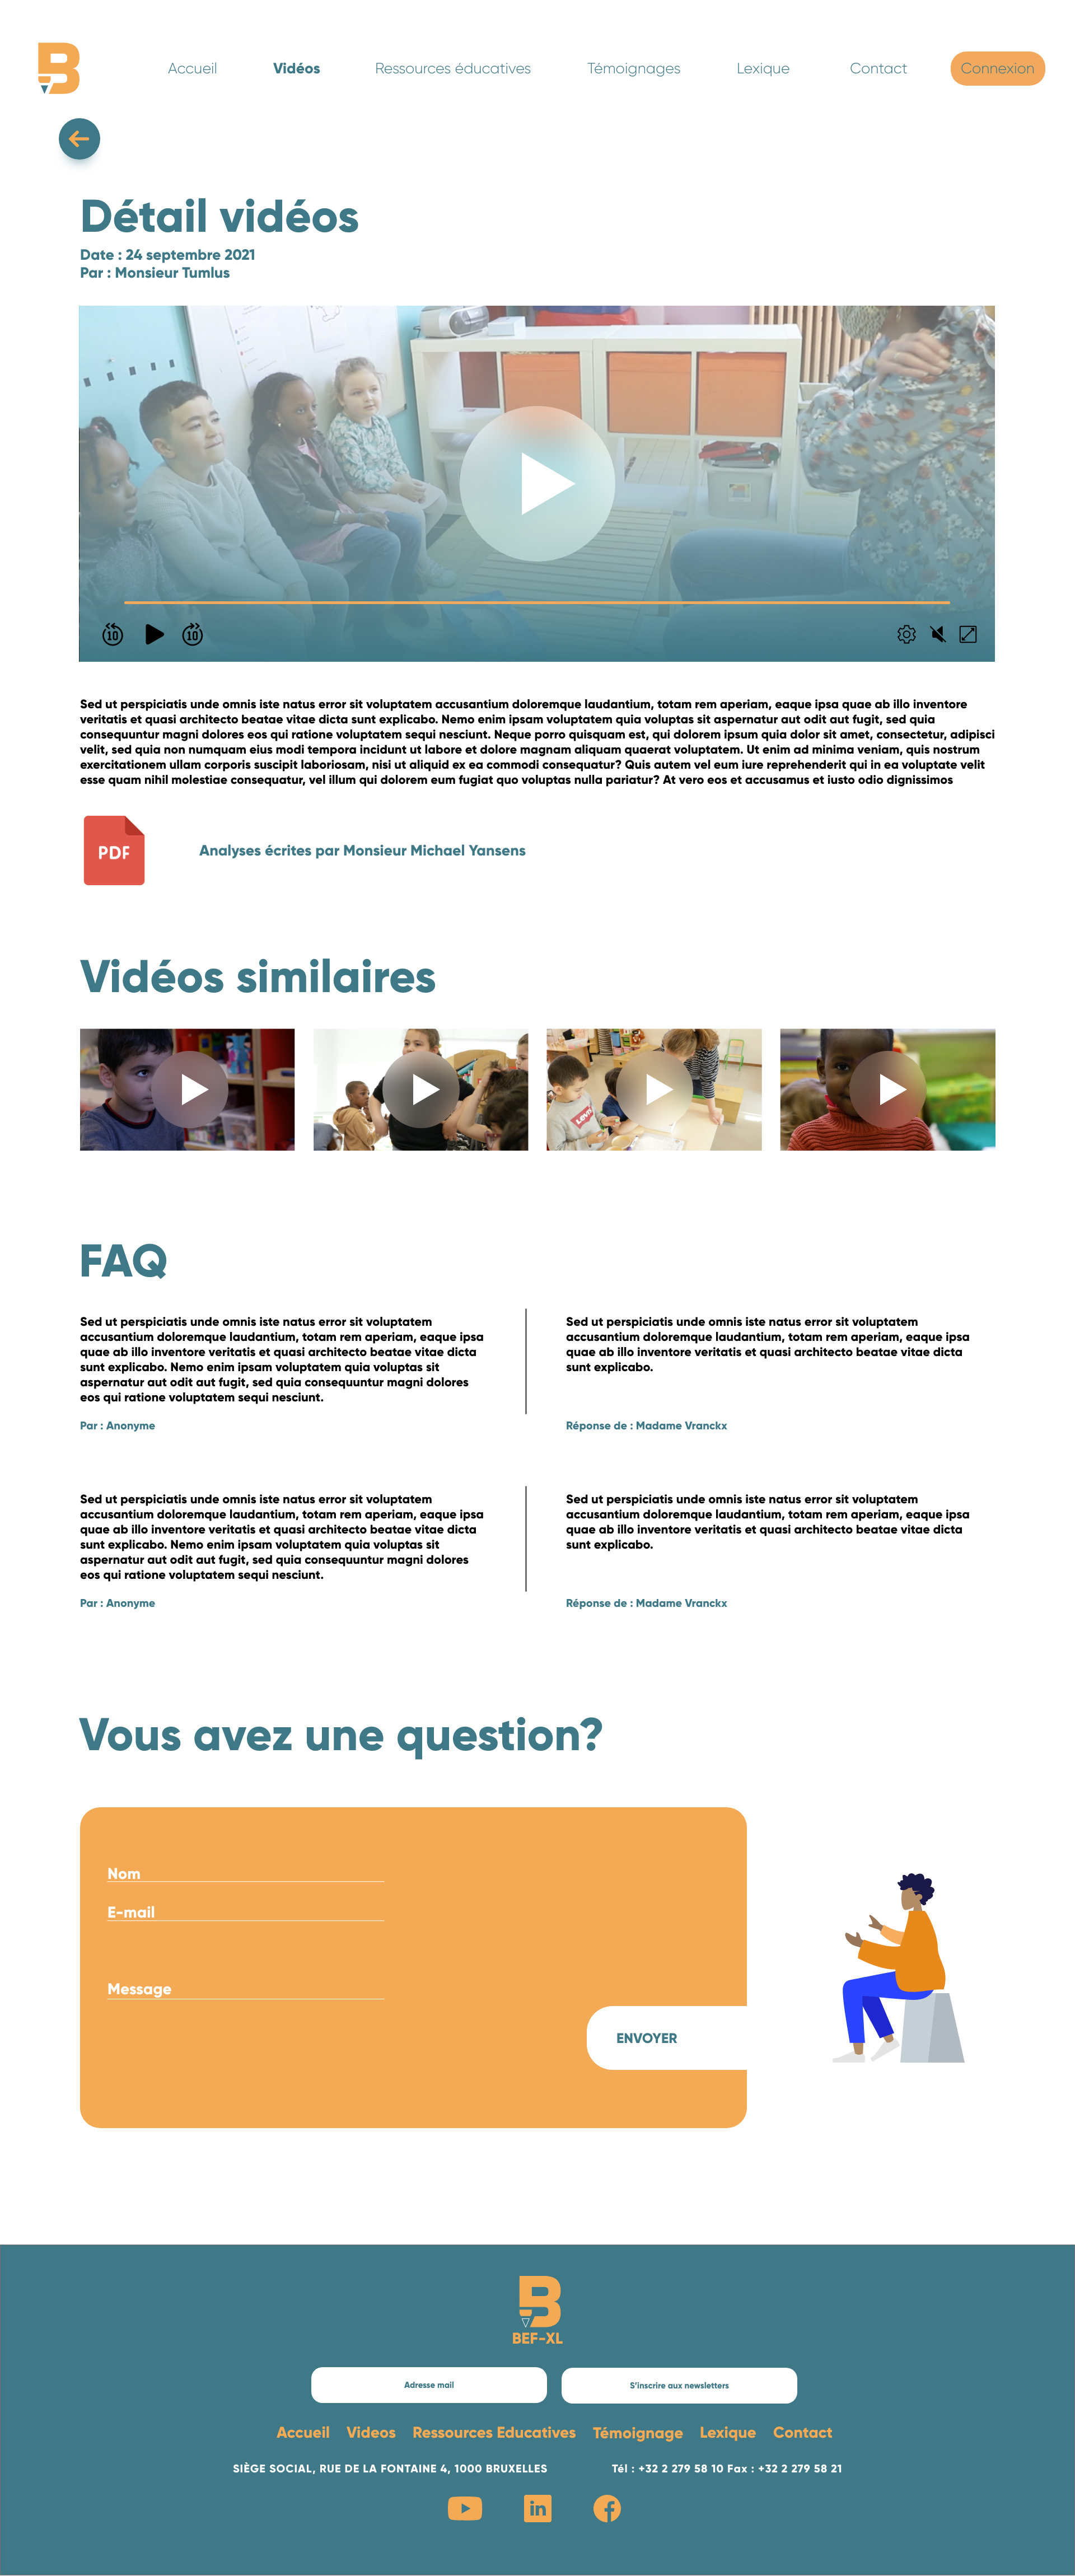 B
Accueil
Vidéos
Ressources éducatives
Témoignages
Lexique
Contact
Connexion
Détail vidéos
Date : 24 septembre 2021
Par : Monsieur Tumlus
10
10
Sed ut perspiciatis unde omnis iste natus error sit voluptatem accusantium doloremque laudantium, totam rem aperiam, eaque ipsa quae ab illo inventore
veritatis et quasi architecto beatae vitae dicta sunt explicabo. Nemo enim ipsam voluptatem quia voluptas sit aspernatur aut odit aut fugit, sed quia
consequuntur magni dolores eos qui ratione voluptatem sequi nesciunt. Neque porro quisquam est, qui dolorem ipsum quia dolor sit amet, consectetur, adipisci
velit, sed quia non numquam eius modi tempora incidunt ut labore et dolore magnam aliquam quaerat voluptatem. Ut enim ad minima veniam, quis nostrum
exercitationem ullam corporis suscipit laboriosam, nisi ut aliquid ex ea commodi consequatur? Quis autem vel eum iure reprehenderit qui in ea voluptate velit
esse quam nihil molestiae consequatur, vel illum qui dolorem eum fugiat quo voluptas nulla pariatur? At vero eos et accusamus et iusto odio dignissimos
PDF
Analyses écrites par Monsieur Michael Yansens
Vidéos similaires
Levi's
FAQ
Sed ut perspiciatis unde omnis iste natus error sit voluptatem
accusantium doloremque laudantium, totam rem aperiam, eaque ipsa
quae ab illo inventore veritatis et quasi architecto beatae vitae dicta
sunt explicabo. Nemo enim ipsam voluptatem quia voluptas sit
aspernatur aut odit aut fugit, sed quia consequuntur magni dolores
eos qui ratione voluptatem sequi nesciunt.
Par : Anonyme
Sed ut perspiciatis unde omnis iste natus error sit voluptatem
accusantium doloremque laudantium, totam rem aperiam, eaque ipsa
quae ab illo inventore veritatis et quasi architecto beatae vitae dicta
sunt explicabo.
Réponse de : Madame Vranckx
Sed ut perspiciatis unde omnis iste natus error sit voluptatem
accusantium doloremque laudantium, totam rem aperiam, eaque ipsa
quae ab illo inventore veritatis et quasi architecto beatae vitae dicta
sunt explicabo. Nemo enim ipsam voluptatem quia voluptas sit
aspernatur aut odit aut fugit, sed quia consequuntur magni dolores
eos qui ratione voluptatem sequi nesciunt.
Par : Anonyme
Sed ut perspiciatis unde omnis iste natus error sit voluptatem
accusantium doloremque laudantium, totam rem aperiam, eaque ipsa
quae ab illo inventore veritatis et quasi architecto beatae vitae dicta
sunt explicabo.
Réponse de : Madame Vranckx
Vous avez une question?
Nom
E-mail
Message
ENVOYER
B
BEF-XL
Adresse mail
S'inscrire aux newsletters
Accueil
Videos
Ressources Educatives
Témoignage
Lexique
Contact
SIÈGE SOCIAL, RUE DE LA FONTAINE 4, 1000 BRUXELLES
Tél : +32 2 279 58 10 Fax : +32 2 279 58 21
in
f